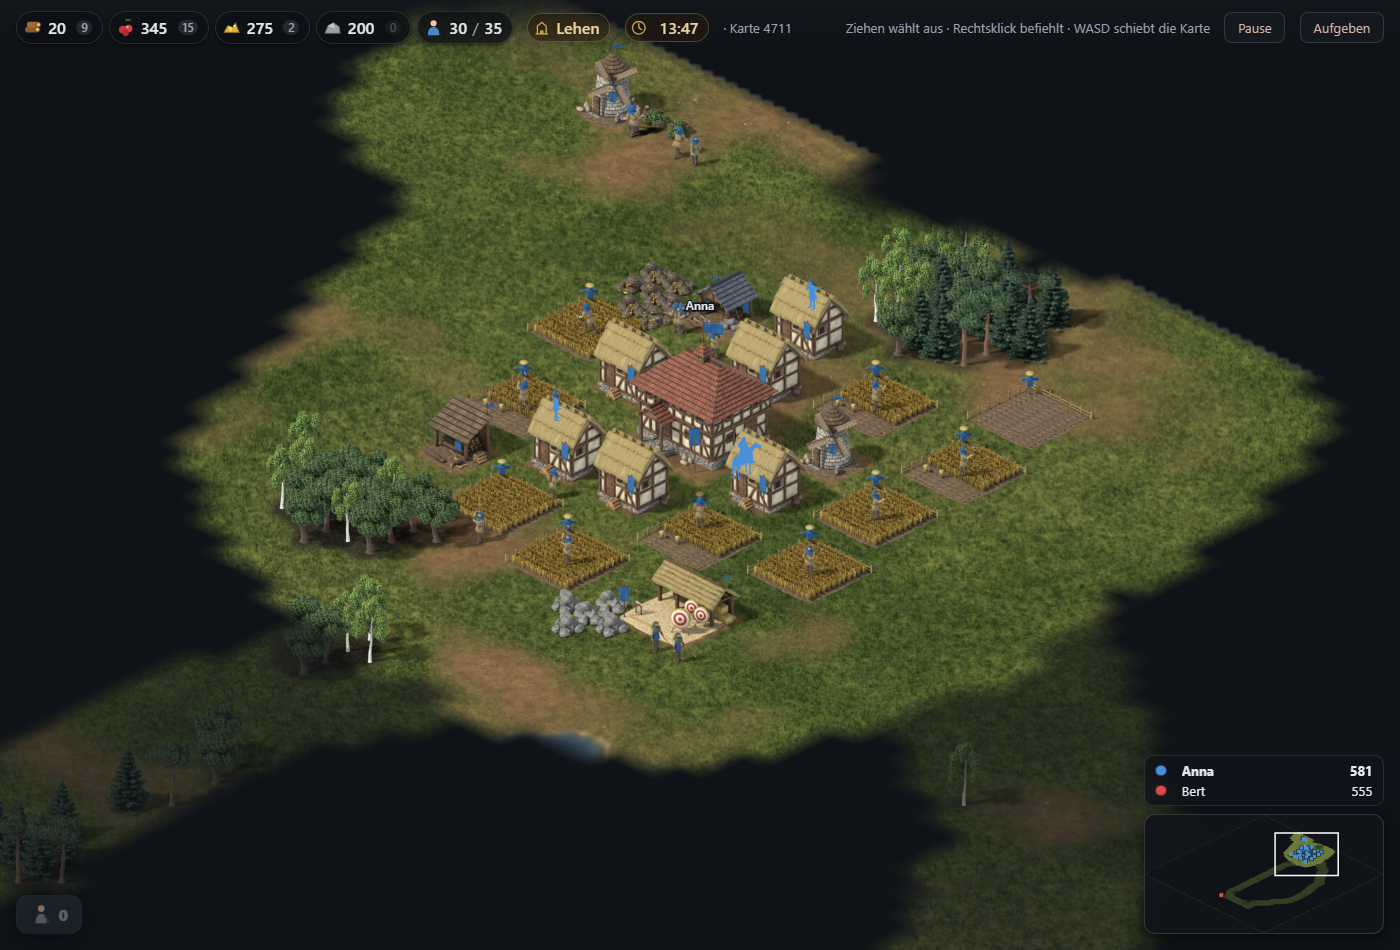 20 9 345 15 275 2 200 0 30 / 35 Lehen 13:47 · Karte 4711 Ziehen wählt aus · Rechtsklick befiehlt · WASD schiebt die Karte Pause Aufgeben
Anna
Anna 581
Bert 555
0